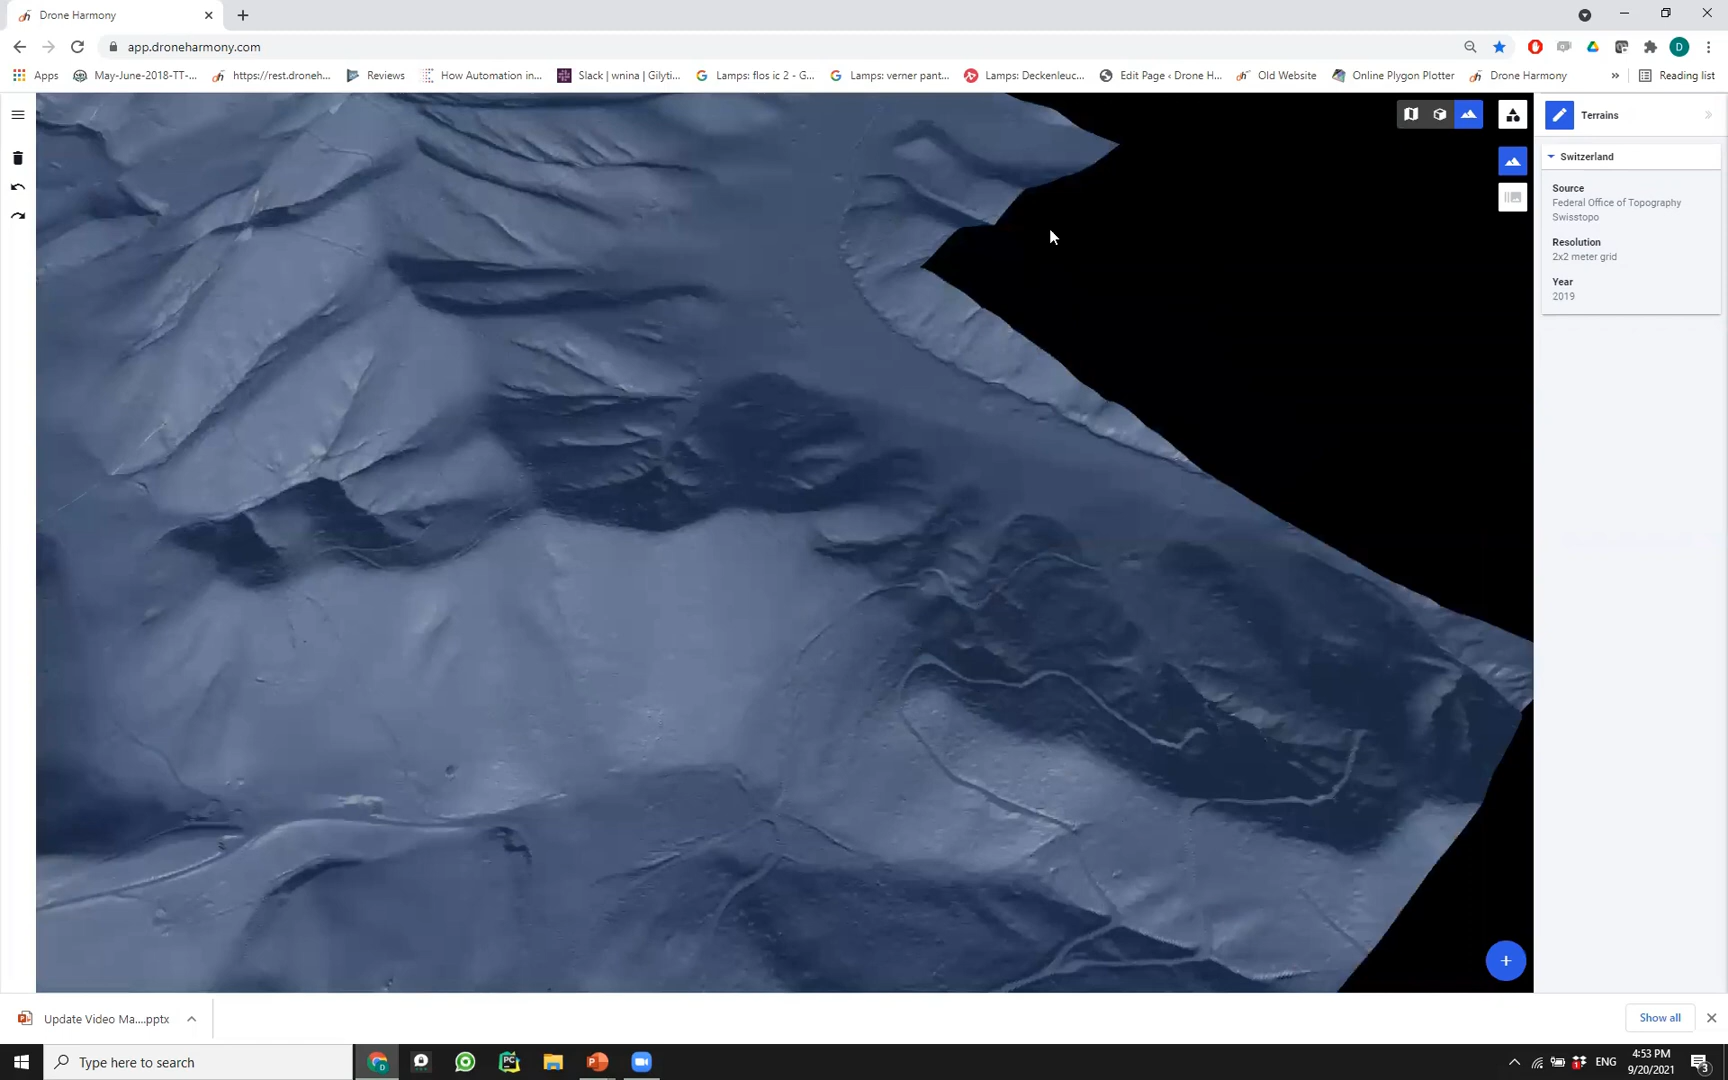 Drone Harmony
app.droneharmony.com
Apps
May-June-2018-TT-...
https://rest.droneh...
Reviews
How Automation in...
Slack | wnina | Gilyti...
Lamps: flos ic 2 - G...
Lamps: verner pant...
Lamps: Deckenleuc...
Edit Page ‹ Drone H...
Old Website
Online Plygon Plotter
Drone Harmony
»
Reading list
Terrains
Switzerland
Source
Federal Office of Topography
Swisstopo
Resolution
2x2 meter grid
Year
2019
Update Video Ma....pptx
Show all
Type here to search
ENG
4:53 PM
9/20/2021
3